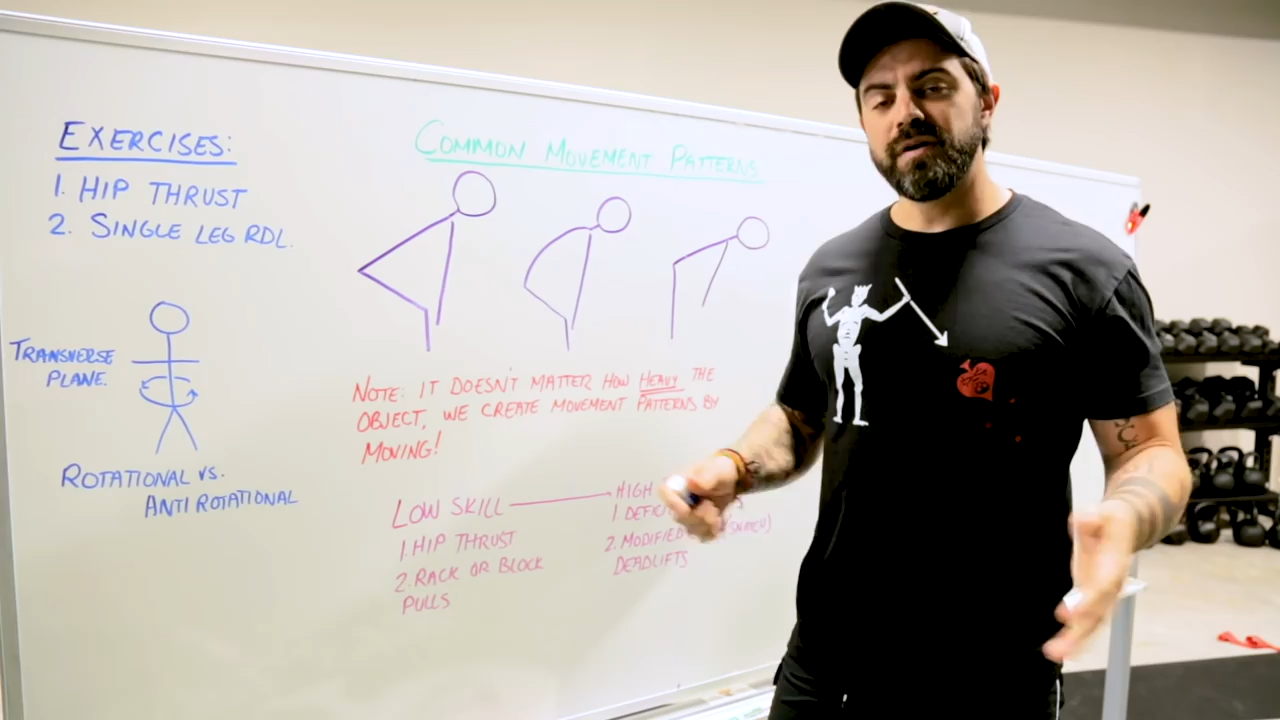 EXERCISES:
1. HIP THRUST
2. SINGLE LEG RDL.
TRANSVERSE
PLANE.
ROTATIONAL VS.
ANTI ROTATIONAL
COMMON MOVEMENT PATTERNS
NOTE: IT DOESN'T MATTER HOW HEAVY THE
OBJECT, WE CREATE MOVEMENT PATTERNS BY
MOVING!
LOW SKILL
1. HIP THRUST
2. RACK OR BLOCK
PULLS
HIGH
1.
2. MODIFIED
DEADLIFTS